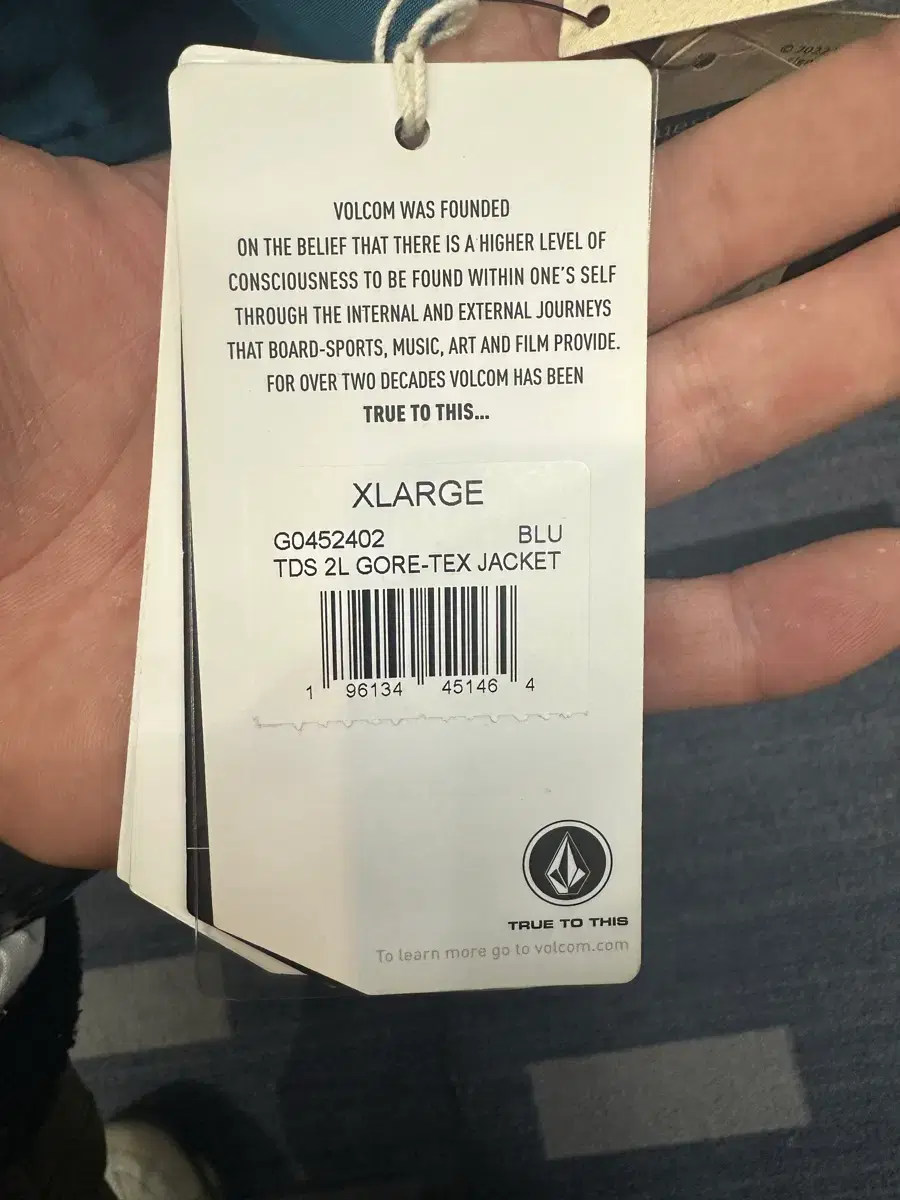 VOLCOM WAS FOUNDED
ON THE BELIEF THAT THERE IS A HIGHER LEVEL OF
CONSCIOUSNESS TO BE FOUND WITHIN ONE'S SELF
THROUGH THE INTERNAL AND EXTERNAL JOURNEYS
THAT BOARD-SPORTS, MUSIC, ART AND FILM PROVIDE.
FOR OVER TWO DECADES VOLCOM HAS BEEN
TRUE TO THIS...
XLARGE
G0452402 BLU
TDS 2L GORE-TEX JACKET
1 96134 45146 4
TRUE TO THIS
To learn more go to volcom.com